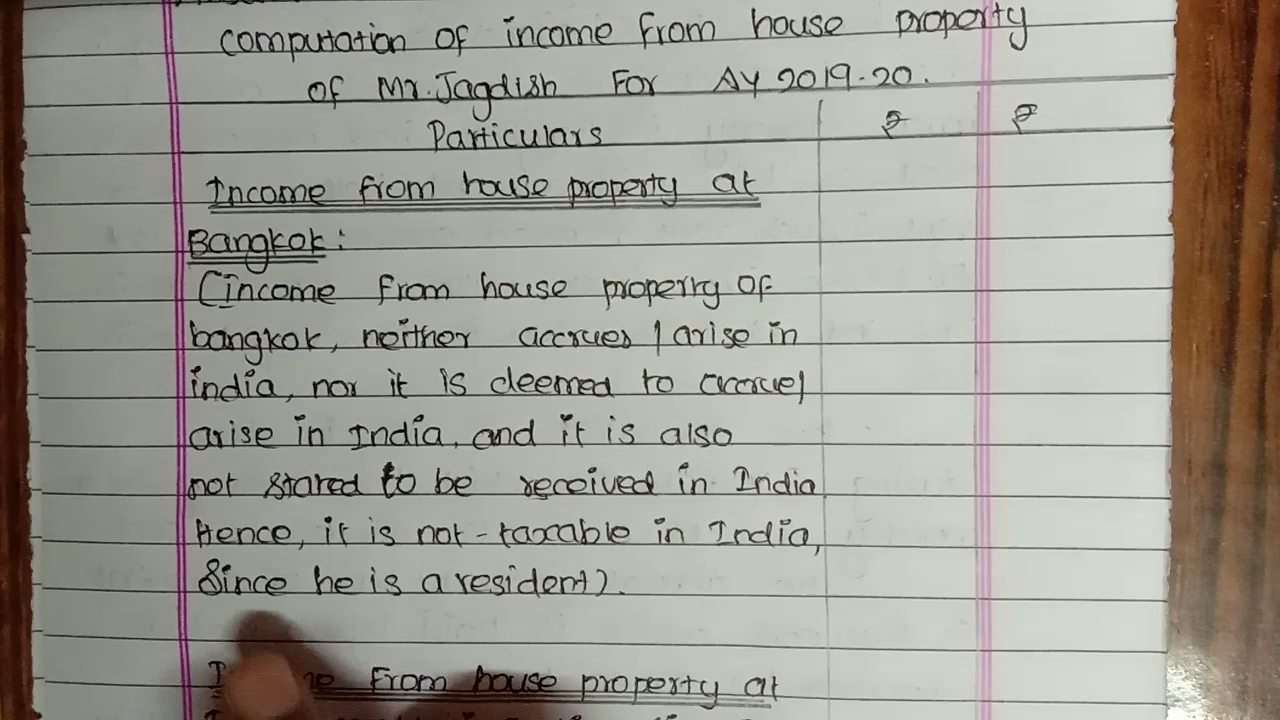 computation of income from house property
of Mr. Jagdish For AY 2019-20.
Particulars ₹ ₹
Income from house property at
Bangkok:
(income from house property of
bangkok, neither accrues / arise in
india, nor it is deemed to accrue/
arise in India, and it is also
not stared to be received in India
Hence, it is not-taxable in India,
Since he is a resident).
from house property at